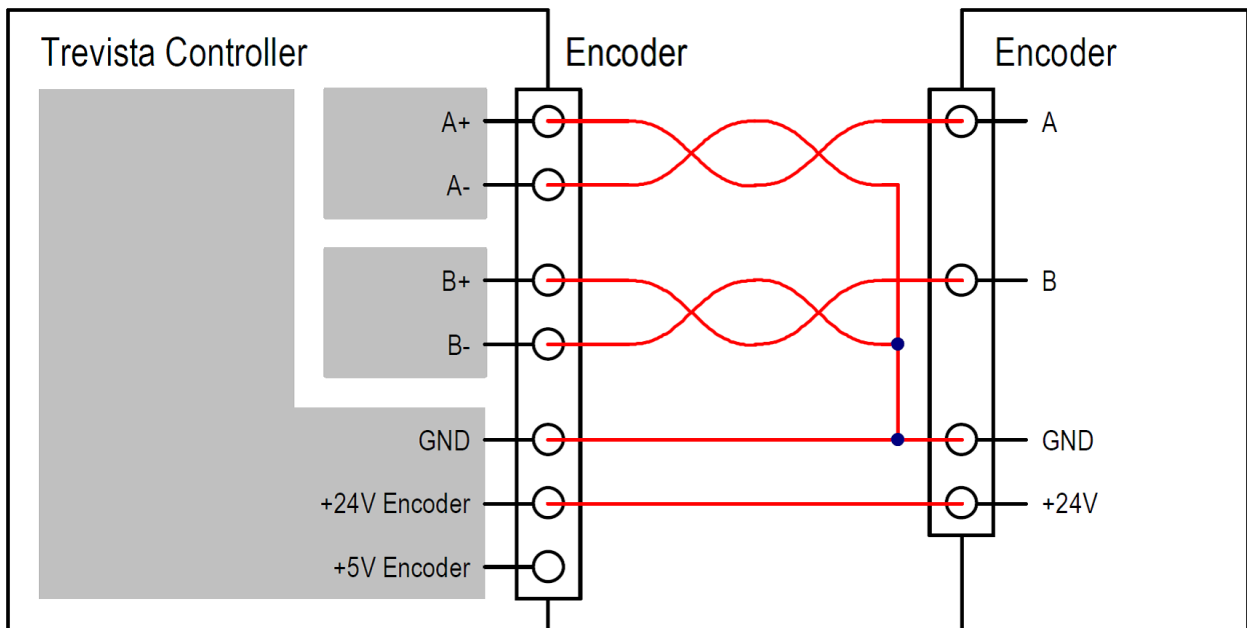 Trevista Controller
Encoder
Encoder
A+
A
A-
B+
B
B-
GND
GND
+24V Encoder
+24V
+5V Encoder